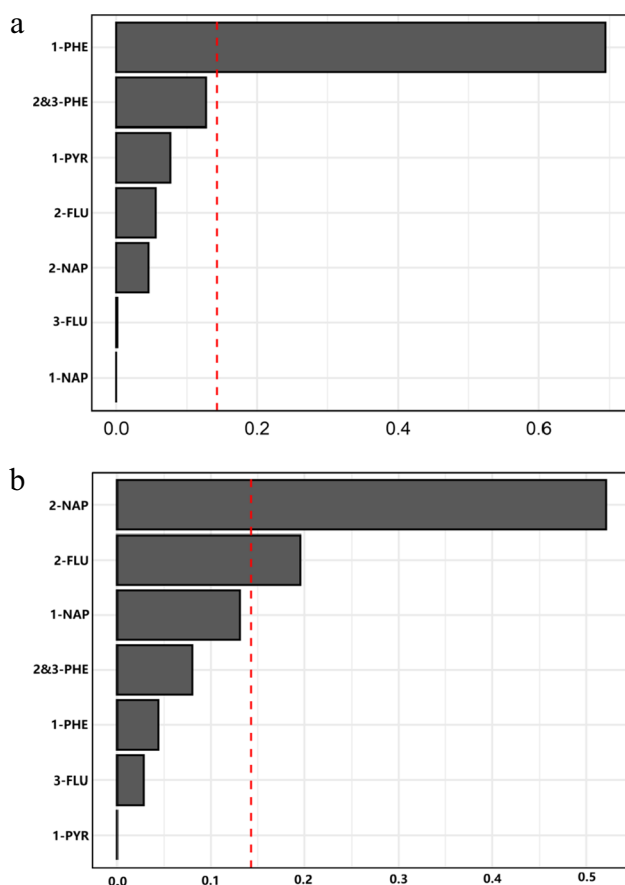 a
1-PHE
2&3-PHE
1-PYR
2-FLU
2-NAP
3-FLU
1-NAP
0.0 0.2 0.4 0.6
b
2-NAP
2-FLU
1-NAP
2&3-PHE
1-PHE
3-FLU
1-PYR
0.0 0.1 0.2 0.3 0.4 0.5